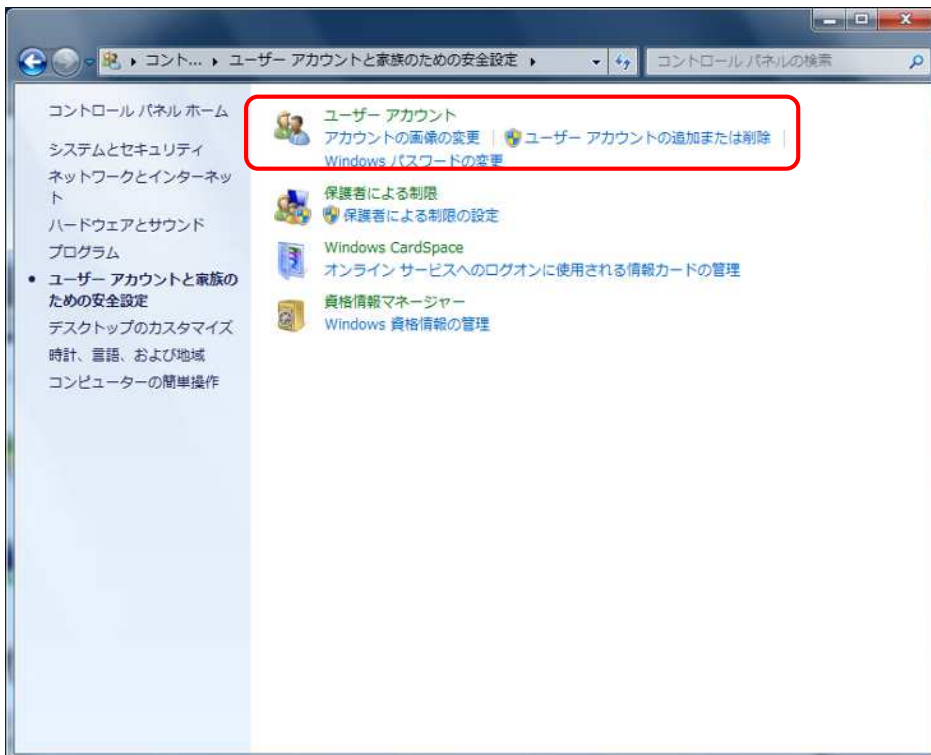 コント... ユーザー アカウントと家族のための安全設定
コントロール パネルの検索
コントロール パネル ホーム
システムとセキュリティ
ネットワークとインターネッ
ト
ハードウェアとサウンド
プログラム
ユーザー アカウントと家族の
ための安全設定
デスクトップのカスタマイズ
時計、言語、および地域
コンピューターの簡単操作
ユーザー アカウント
アカウントの画像の変更 ユーザー アカウントの追加または削除
Windows パスワードの変更
保護者による制限
保護者による制限の設定
Windows CardSpace
オンライン サービスへのログオンに使用される情報カードの管理
資格情報マネージャー
Windows 資格情報の管理